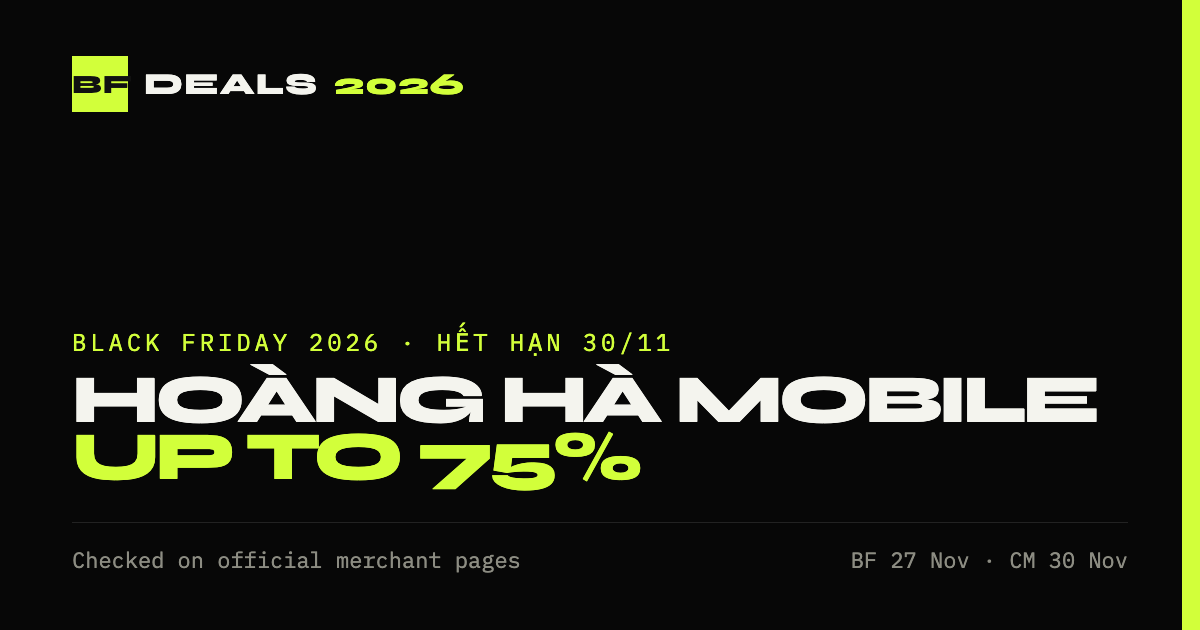 BF DEALS 2026
BLACK FRIDAY 2026 · HẾT HẠN 30/11
HOÀNG HÀ MOBILE
UP TO 75%
Checked on official merchant pages
BF 27 Nov · CM 30 Nov